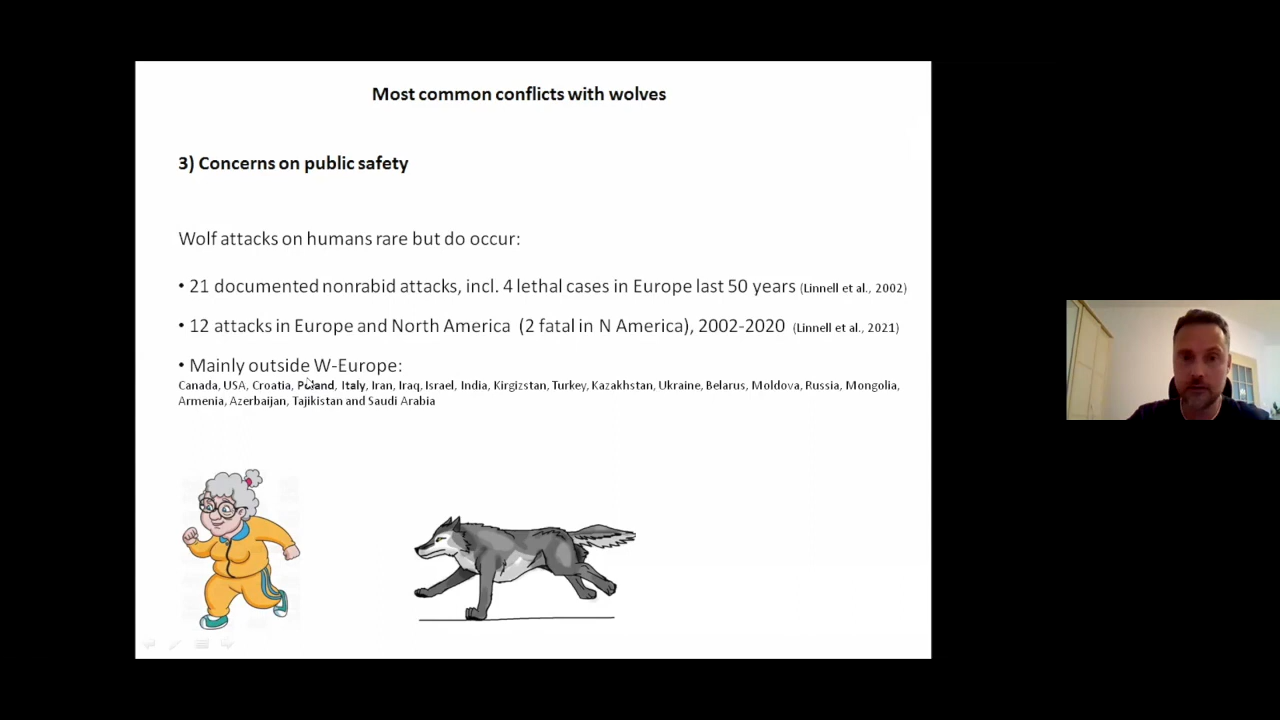 Most common conflicts with wolves
3) Concerns on public safety
Wolf attacks on humans rare but do occur:
• 21 documented nonrabid attacks, incl. 4 lethal cases in Europe last 50 years (Linnell et al., 2002)
• 12 attacks in Europe and North America (2 fatal in N America), 2002-2020 (Linnell et al., 2021)
• Mainly outside W-Europe:
Canada, USA, Croatia, Poland, Italy, Iran, Iraq, Israel, India, Kirgizstan, Turkey, Kazakhstan, Ukraine, Belarus, Moldova, Russia, Mongolia,
Armenia, Azerbaijan, Tajikistan and Saudi Arabia